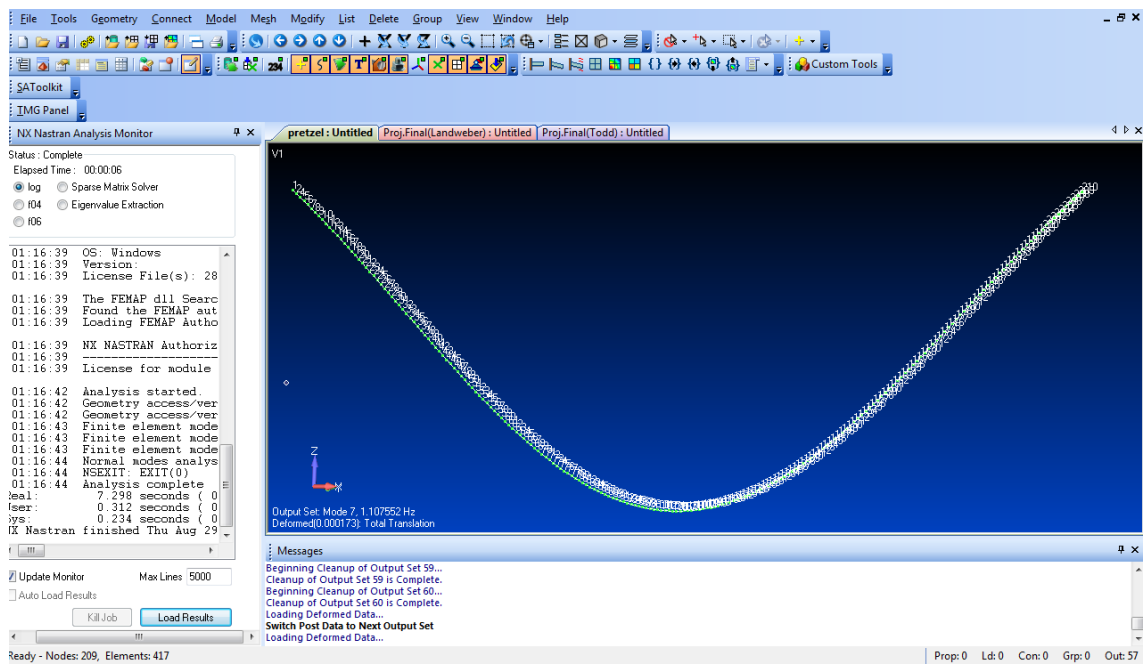 File Tools Geometry Connect Model Mesh Modify List Delete Group View Window Help
234
Custom Tools
SAToolkit
TMG Panel
NX Nastran Analysis Monitor
pretzel : Untitled Proj.Final(Landweber) : Untitled Proj.Final(Todd) : Untitled
Status : Complete
Elapsed Time : 00:00:06
log Sparse Matrix Solver
f04 Eigenvalue Extraction
f06
01:16:39 OS: Windows
01:16:39 Version:
01:16:39 License File(s): 28
01:16:39 The FEMAP dll Searc
01:16:39 Found the FEMAP aut
01:16:39 Loading FEMAP Autho
01:16:39 NX NASTRAN Authoriz
01:16:39 -------------------
01:16:39 License for module
01:16:42 Analysis started.
01:16:42 Geometry access/ver
01:16:42 Geometry access/ver
01:16:43 Finite element mode
01:16:43 Finite element mode
01:16:43 Finite element mode
01:16:44 Normal modes analys
01:16:44 NSEXIT: EXIT(0)
01:16:44 Analysis complete
Real: 7.298 seconds ( 0
User: 0.312 seconds ( 0
Sys: 0.234 seconds ( 0
NX Nastran finished Thu Aug 29
Update Monitor Max Lines 5000
Auto Load Results
Kill Job Load Results
V1
Z
X
Output Set: Mode 7, 1.107552 Hz
Deformed(0.000173): Total Translation
Messages
Beginning Cleanup of Output Set 59...
Cleanup of Output Set 59 is Complete.
Beginning Cleanup of Output Set 60...
Cleanup of Output Set 60 is Complete.
Loading Deformed Data...
Switch Post Data to Next Output Set
Loading Deformed Data...
Ready - Nodes: 209, Elements: 417
Prop: 0 Ld: 0 Con: 0 Grp: 0 Out: 57